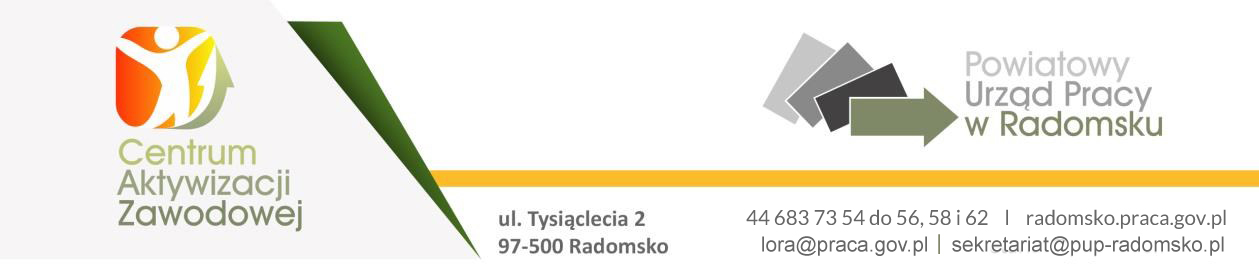 Centrum
Aktywizacji
Zawodowej
Powiatowy
Urząd Pracy
w Radomsku
ul. Tysiąclecia 2
97-500 Radomsko
44 683 73 54 do 56, 58 i 62 I radomsko.praca.gov.pl
lora@praca.gov.pl | sekretariat@pup-radomsko.pl